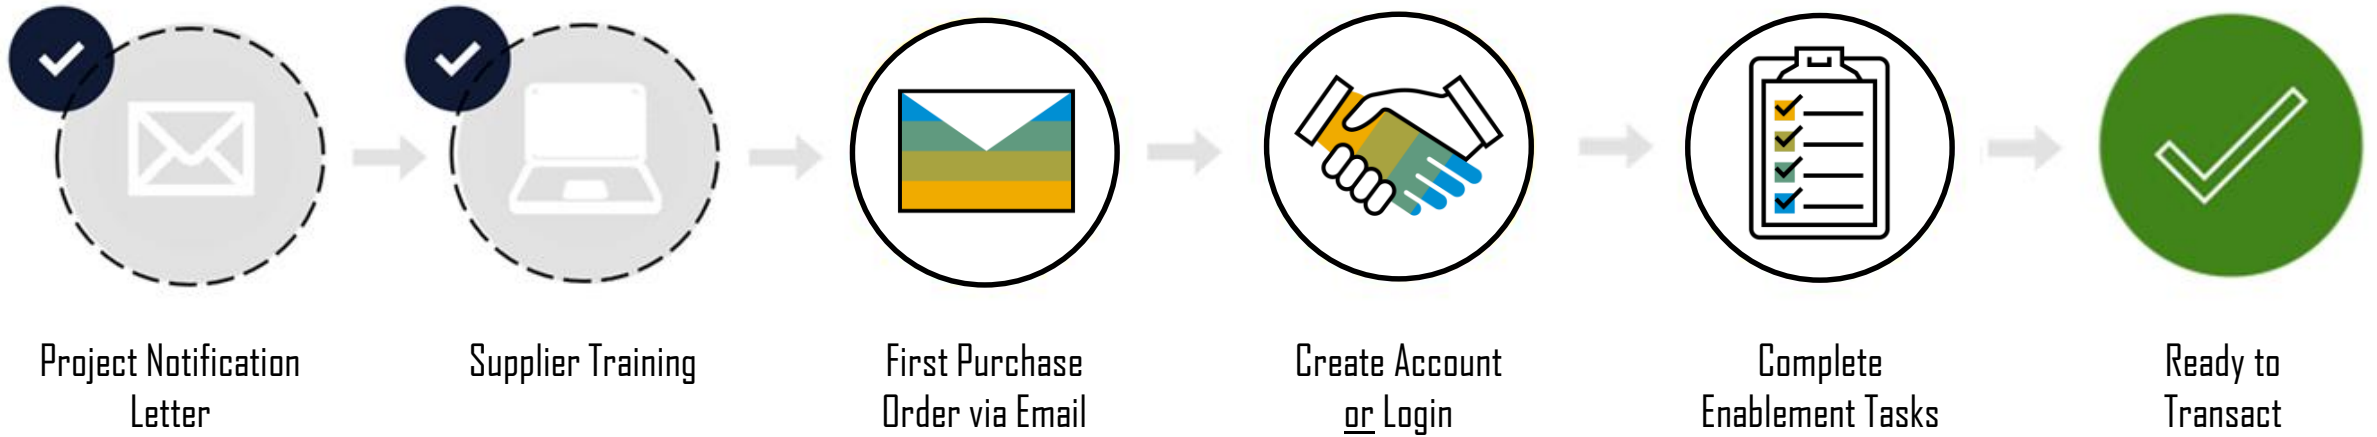 Project Notification
Letter
Supplier Training
First Purchase
Order via Email
Create Account
or Login
Complete
Enablement Tasks
Ready to
Transact